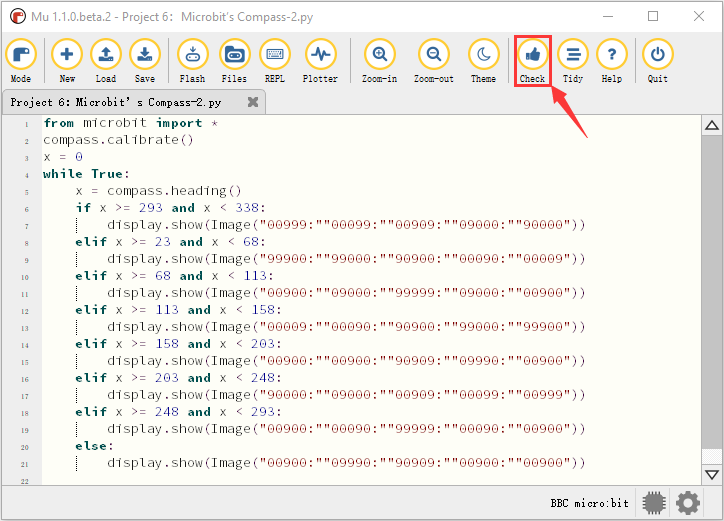 Mu 1.1.0.beta.2 - Project 6： Microbit's Compass-2.py
Mode New Load Save Flash Files REPL Plotter Zoom-in Zoom-out Theme Check Tidy Help Quit
Project 6： Microbit's Compass-2.py
1 from microbit import *
2 compass.calibrate()
3 x = 0
4 while True:
5 x = compass.heading()
6 if x >= 293 and x < 338:
7 display.show(Image("00999:""00099:""00909:""09000:""90000"))
8 elif x >= 23 and x < 68:
9 display.show(Image("99900:""99000:""90900:""00090:""00009"))
10 elif x >= 68 and x < 113:
11 display.show(Image("00900:""09000:""99999:""09000:""00900"))
12 elif x >= 113 and x < 158:
13 display.show(Image("00009:""00090:""90900:""99000:""99900"))
14 elif x >= 158 and x < 203:
15 display.show(Image("00900:""00900:""90909:""09990:""00900"))
16 elif x >= 203 and x < 248:
17 display.show(Image("90000:""09000:""00909:""00099:""00999"))
18 elif x >= 248 and x < 293:
19 display.show(Image("00900:""00090:""99999:""00090:""00900"))
20 else:
21 display.show(Image("00900:""09990:""90909:""00900:""00900"))
22
BBC micro:bit